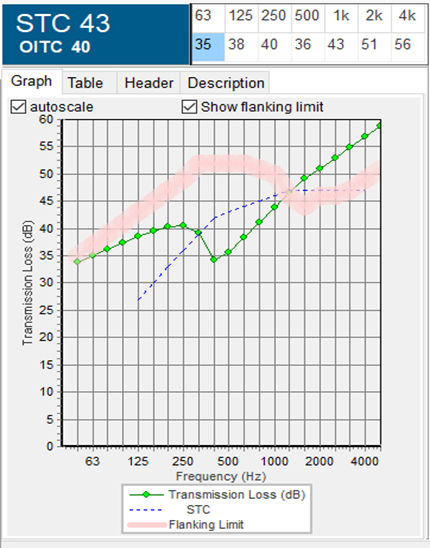 STC 43
OITC 40
63 125 250 500 1k 2k 4k
35 38 40 36 43 51 56
Graph Table Header Description
autoscale Show flanking limit
60
55
50
45
40
35
30
25
20
15
10
5
0
Transmission Loss (dB)
63 125 250 500 1000 2000 4000
Frequency (Hz)
Transmission Loss (dB)
STC
Flanking Limit